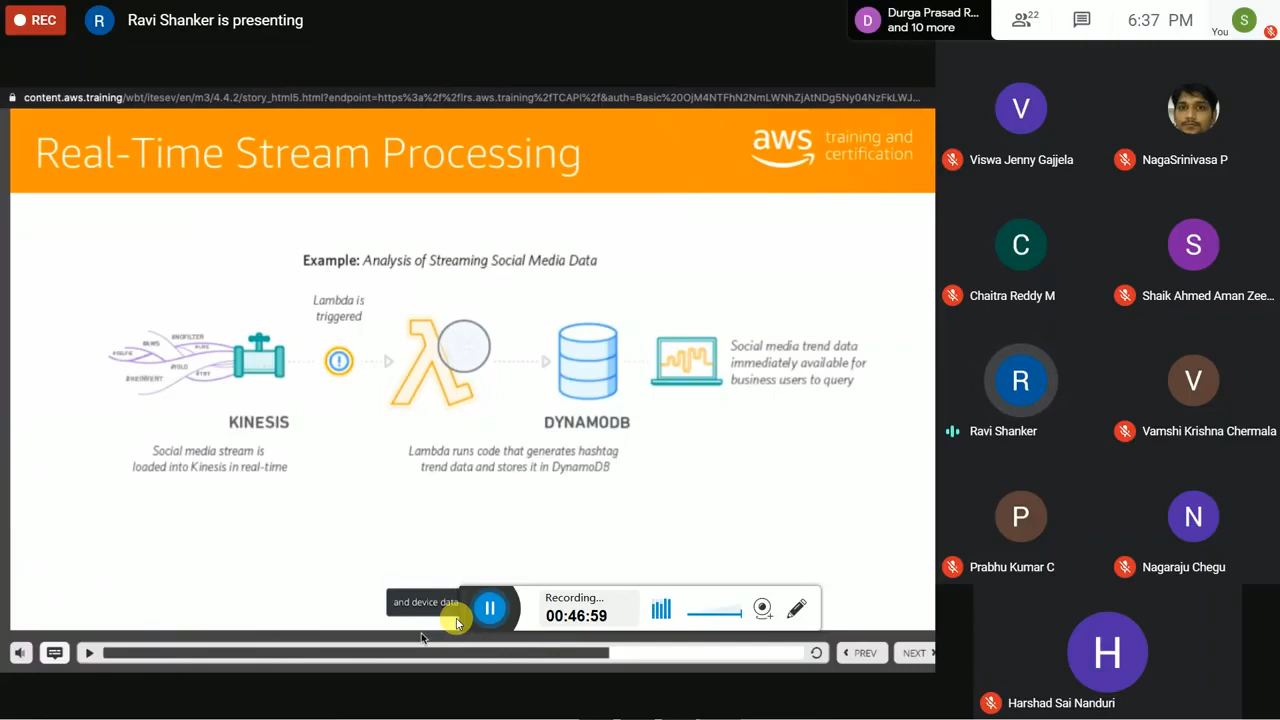 REC
R
Ravi Shanker is presenting
D
Durga Prasad R...
and 10 more
22
6:37 PM
You
S
content.aws.training/wbt/itesev/en/m3/4.4.2/story_html5.html?endpoint=https%3a%2f%2flrs.aws.training%2fTCAPI%2f&auth=Basic%20OjM4NTFhN2NmLWNhZjAtNDg5Ny04NzFkLWJ...
Real-Time Stream Processing
aws
training and
certification
Example: Analysis of Streaming Social Media Data
Lambda is
triggered
#NOFILTER
#AWS
#SELFIE
#YOLO
#TBT
#REINVENT
KINESIS
Social media stream is
loaded into Kinesis in real-time
Lambda runs code that generates hashtag
trend data and stores it in DynamoDB
DYNAMODB
Social media trend data
immediately available for
business users to query
and device data
Recording...
00:46:59
PREV
NEXT
V
Viswa Jenny Gajjela
NagaSrinivasa P
C
Chaitra Reddy M
S
Shaik Ahmed Aman Zee...
R
Ravi Shanker
V
Vamshi Krishna Chermala
P
Prabhu Kumar C
N
Nagaraju Chegu
H
Harshad Sai Nanduri